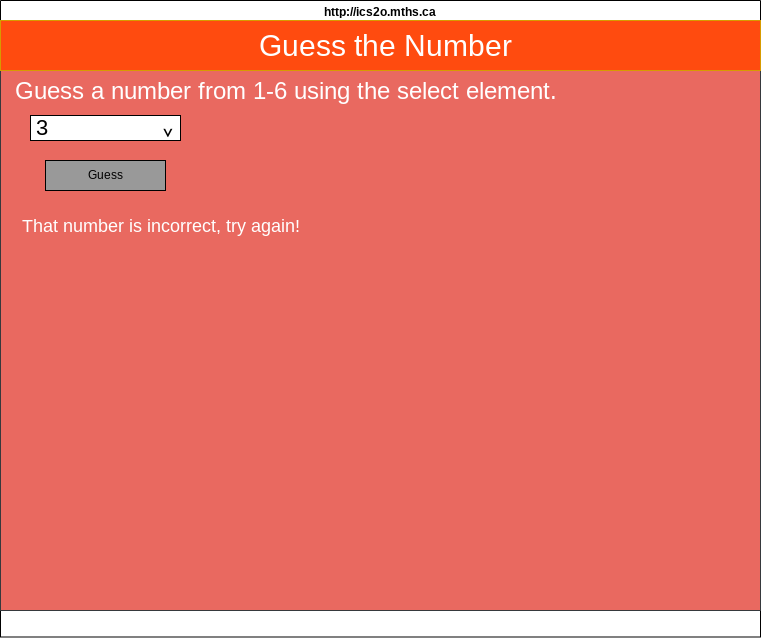 http://ics2o.mths.ca
Guess the Number
Guess a number from 1-6 using the select element.
3
Guess
That number is incorrect, try again!